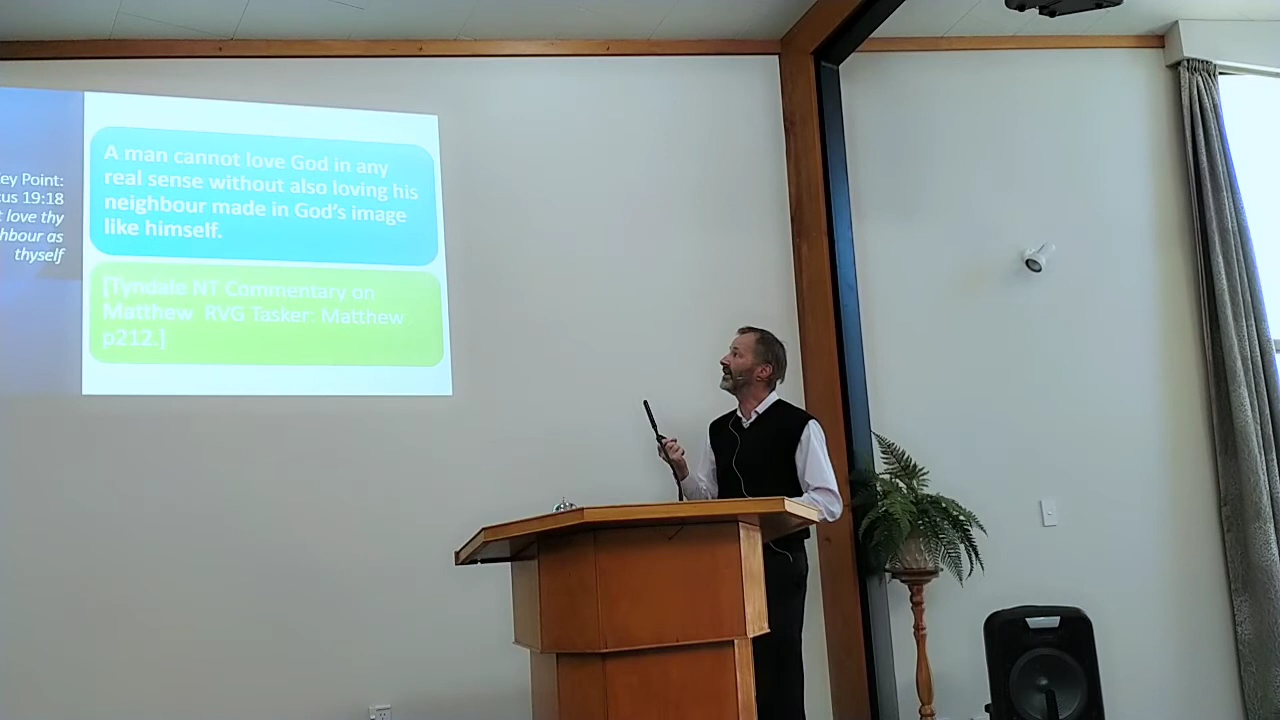 ey Point:
cus 19:18
t love thy
hbour as
thyself
A man cannot love God in any
real sense without also loving his
neighbour made in God's image
like himself.
[Tyndale NT Commentary on
Matthew  RVG Tasker: Matthew
p212.]